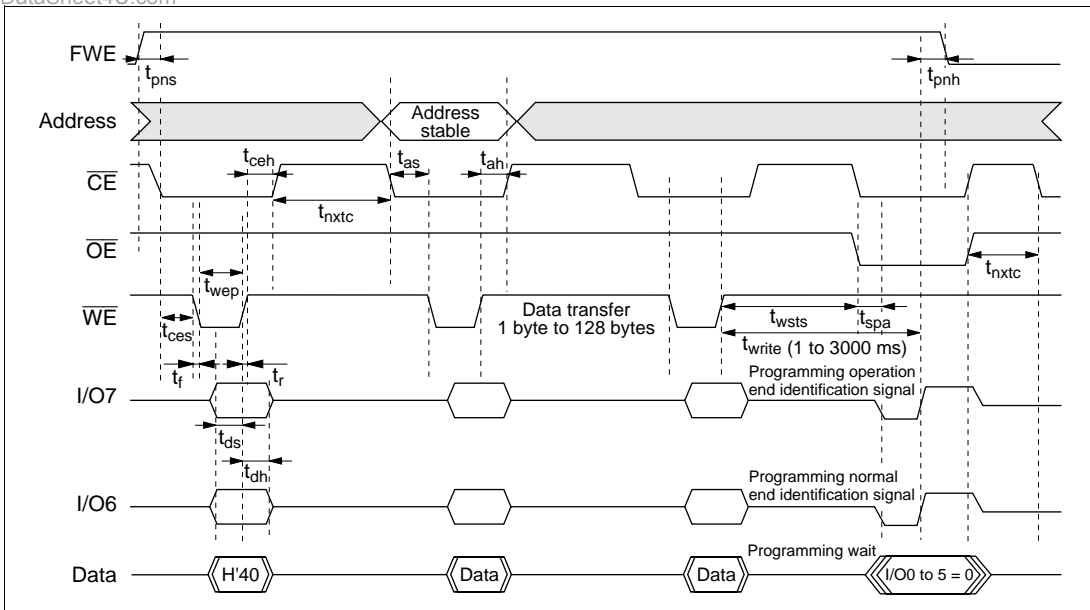 DataSheet4U.com
FWE
tpns
tpnh
Address
Address
stable
tceh
tas
tah
CE
tnxtc
OE
tnxtc
twep
WE
Data transfer
1 byte to 128 bytes
tces
twsts
tspa
twrite (1 to 3000 ms)
tf
tr
Programming operation
end identification signal
I/O7
tds
tdh
Programming normal
end identification signal
I/O6
Programming wait
Data
H'40
Data
Data
I/O0 to 5 = 0